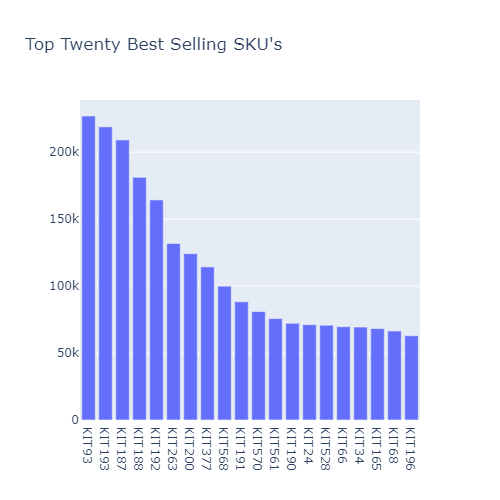 Top Twenty Best Selling SKU's
200k
150k
100k
50k
0
KIT93
KIT193
KIT187
KIT188
KIT192
KIT263
KIT200
KIT377
KIT568
KIT191
KIT570
KIT561
KIT190
KIT24
KIT528
KIT66
KIT34
KIT165
KIT68
KIT196